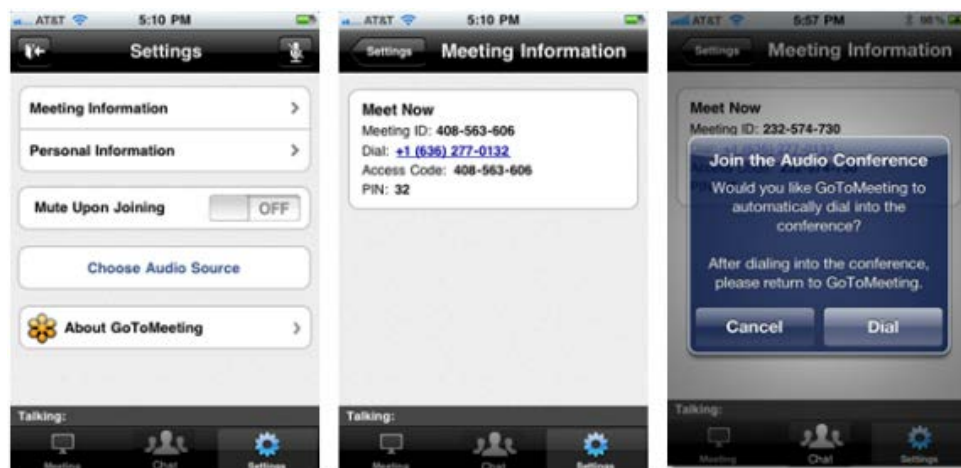 AT&T 5:10 PM
Settings
Meeting Information
Personal Information
Mute Upon Joining OFF
Choose Audio Source
About GoToMeeting
Talking:
Meeting Chat Settings
AT&T 5:10 PM
Settings Meeting Information
Meet Now
Meeting ID: 408-563-606
Dial: +1 (636) 277-0132
Access Code: 408-563-606
PIN: 32
Talking:
Meeting Chat Settings
AT&T 5:57 PM
Settings Meeting Information
Meet Now
Meeting ID: 232-574-730
Join the Audio Conference
Would you like GoToMeeting to
automatically dial into the
conference?
After dialing into the conference,
please return to GoToMeeting.
Cancel Dial
Talking:
Meeting Chat Settings